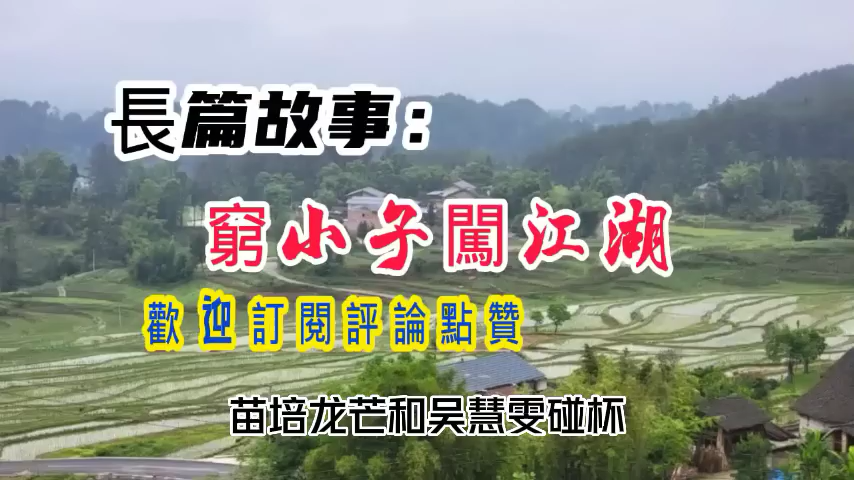 長篇故事：
窮小子闖江湖
歡迎訂閱評論點贊
苗培龙芒和吴慧雯碰杯